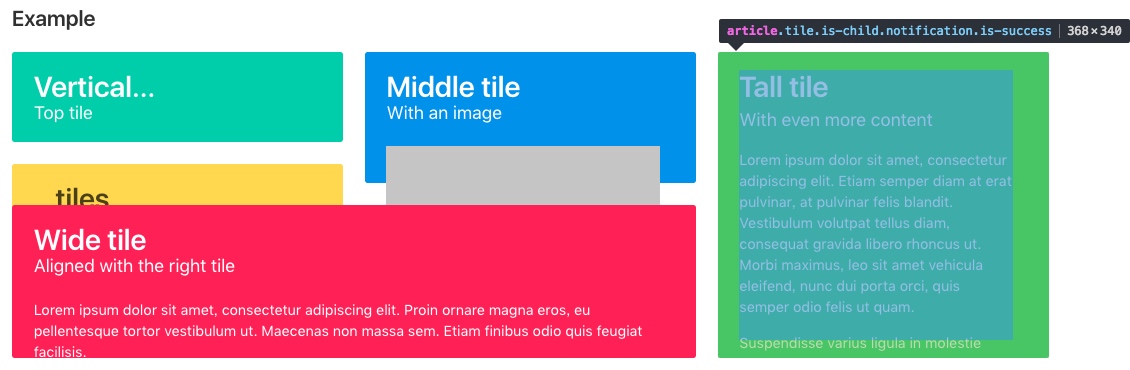 Example
article.tile.is-child.notification.is-success 368×340
Vertical...
Top tile
tiles
Middle tile
With an image
Wide tile
Aligned with the right tile
Lorem ipsum dolor sit amet, consectetur adipiscing elit. Proin ornare magna eros, eu
pellentesque tortor vestibulum ut. Maecenas non massa sem. Etiam finibus odio quis feugiat
facilisis.
Tall tile
With even more content
Lorem ipsum dolor sit amet, consectetur
adipiscing elit. Etiam semper diam at erat
pulvinar, at pulvinar felis blandit.
Vestibulum volutpat tellus diam,
consequat gravida libero rhoncus ut.
Morbi maximus, leo sit amet vehicula
eleifend, nunc dui porta orci, quis
semper odio felis ut quam.
Suspendisse varius ligula in molestie